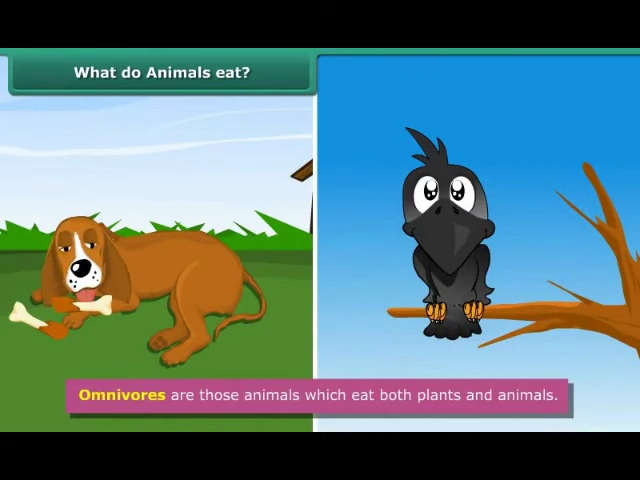 What do Animals eat?
Omnivores are those animals which eat both plants and animals.